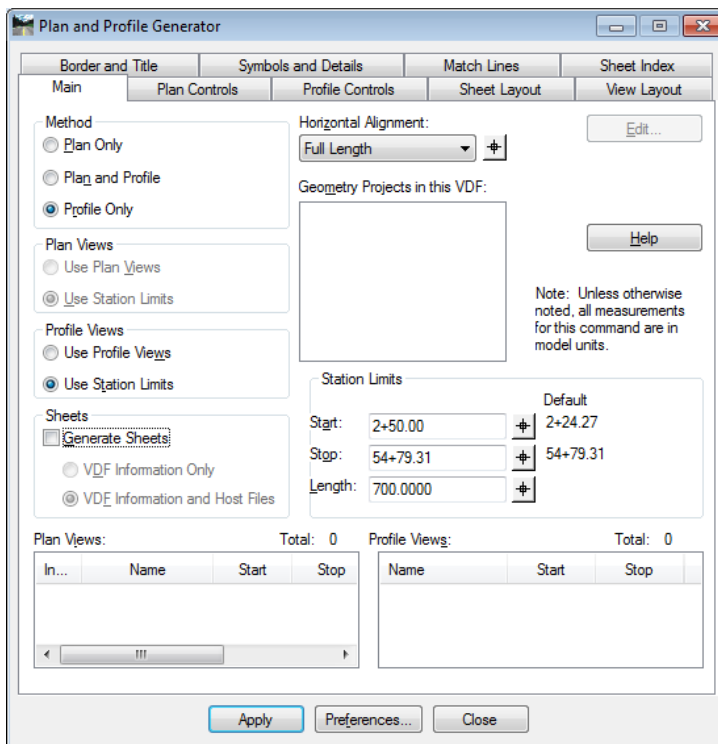 Plan and Profile Generator
Border and Title Symbols and Details Match Lines Sheet Index
Main Plan Controls Profile Controls Sheet Layout View Layout
Method
Plan Only
Plan and Profile
Profile Only
Plan Views
Use Plan Views
Use Station Limits
Profile Views
Use Profile Views
Use Station Limits
Sheets
Generate Sheets
VDF Information Only
VDF Information and Host Files
Horizontal Alignment:
Full Length
Edit...
Geometry Projects in this VDF:
Help
Note: Unless otherwise
noted, all measurements
for this command are in
model units.
Station Limits
Default
Start: 2+50.00 2+24.27
Stop: 54+79.31 54+79.31
Length: 700.0000
Plan Views: Total: 0 Profile Views: Total: 0
In... Name Start Stop Name Start Stop
Apply Preferences... Close